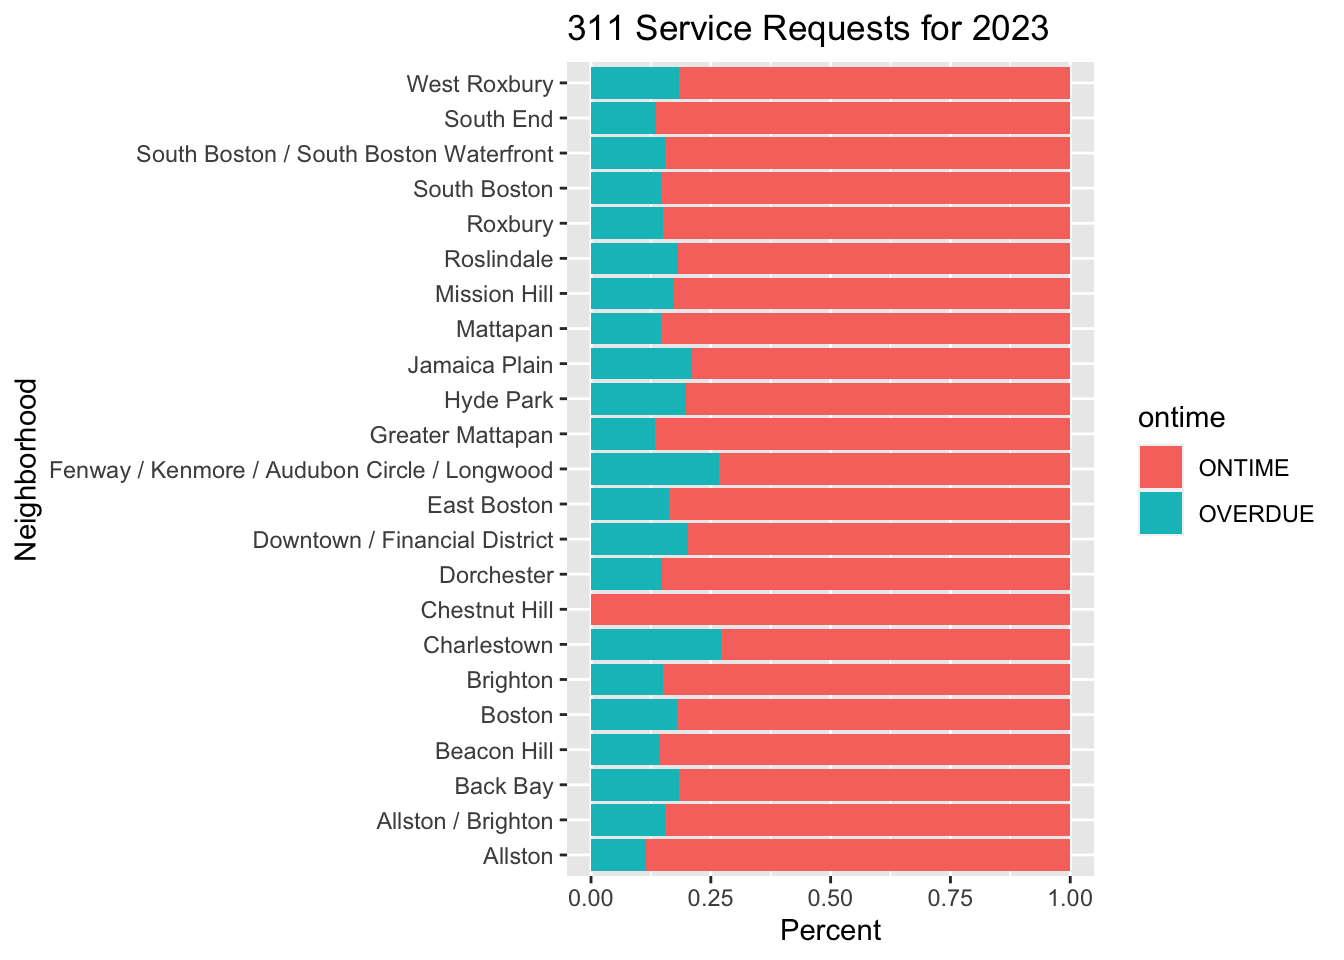 311 Service Requests for 2023
West Roxbury
South End
South Boston / South Boston Waterfront
South Boston
Roxbury
Roslindale
Mission Hill
Mattapan
Jamaica Plain
Hyde Park
Greater Mattapan
Fenway / Kenmore / Audubon Circle / Longwood
East Boston
Downtown / Financial District
Dorchester
Chestnut Hill
Charlestown
Brighton
Boston
Beacon Hill
Back Bay
Allston / Brighton
Allston
Neighborhood
0.00 0.25 0.50 0.75 1.00
Percent
ontime
ONTIME
OVERDUE